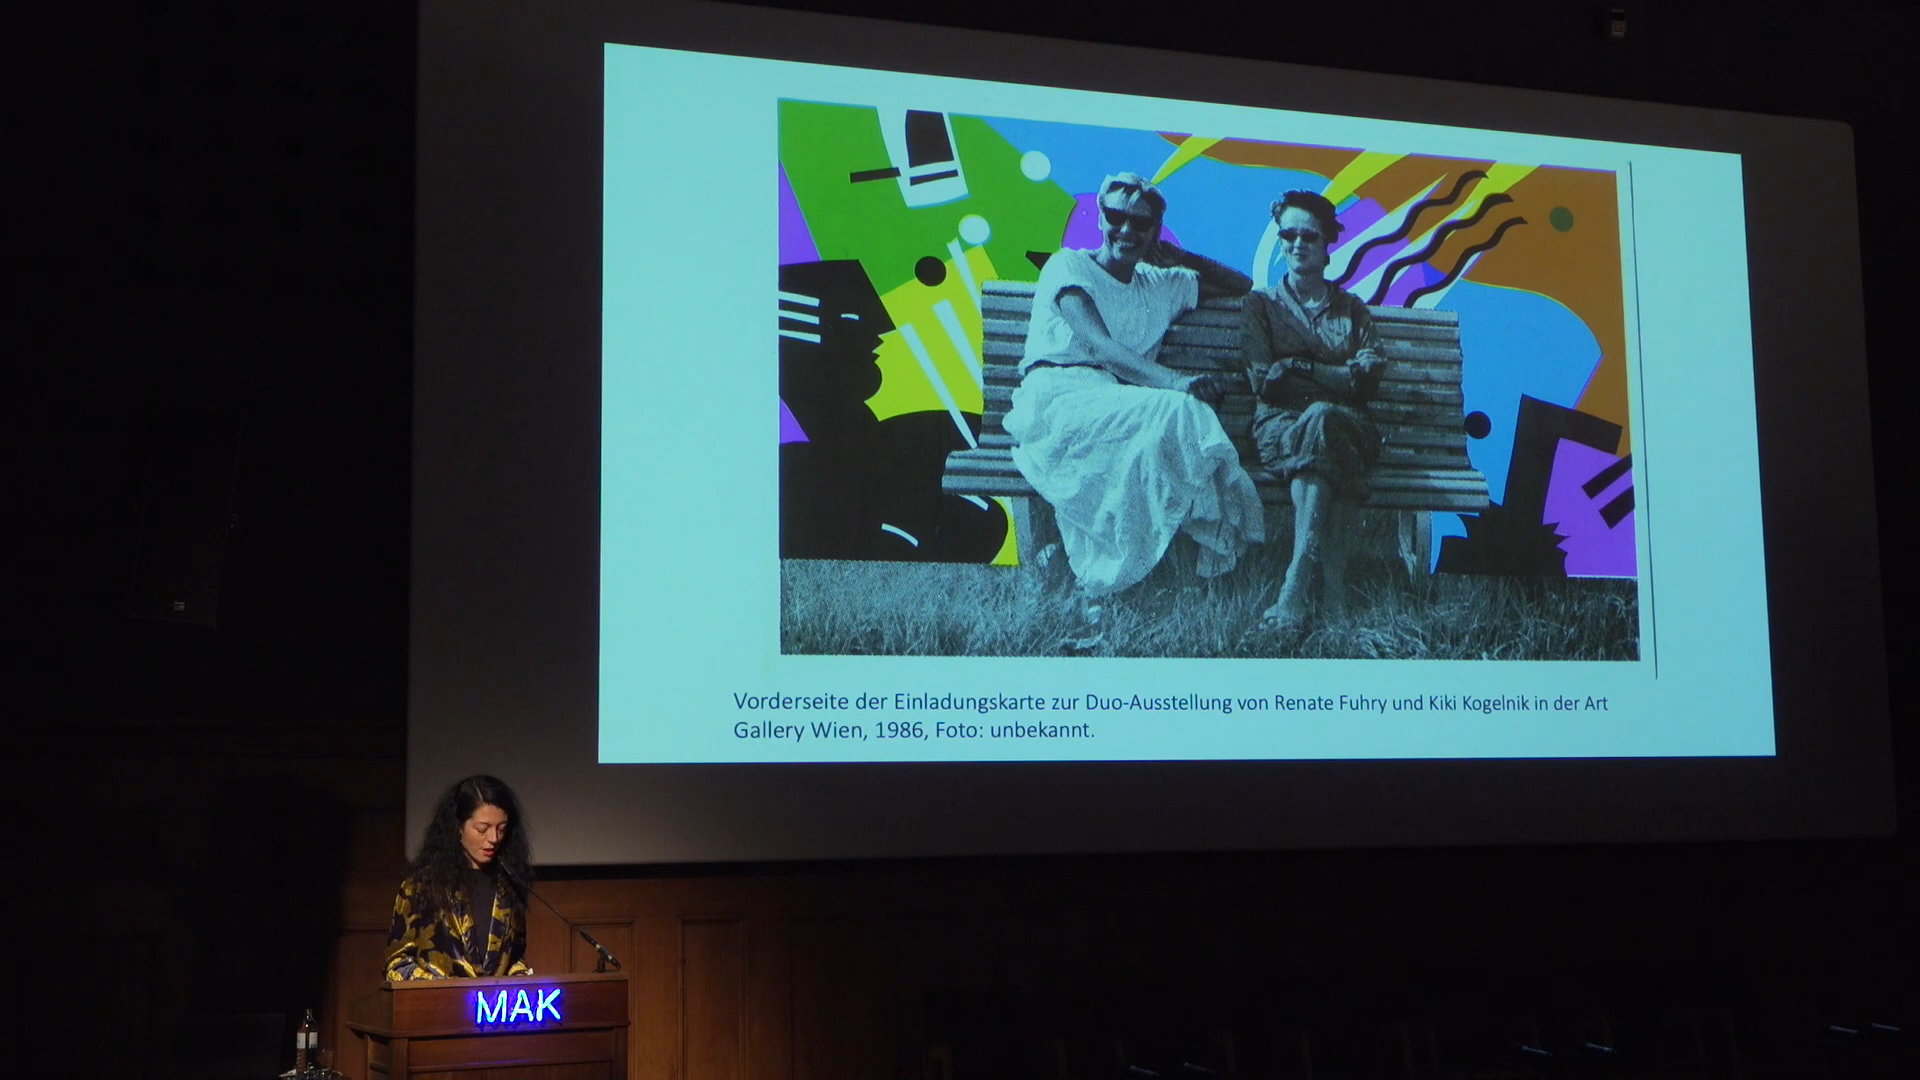 Vorderseite der Einladungskarte zur Duo-Ausstellung von Renate Fuhry und Kiki Kogelnik in der Art
Gallery Wien, 1986, Foto: unbekannt.
MAK